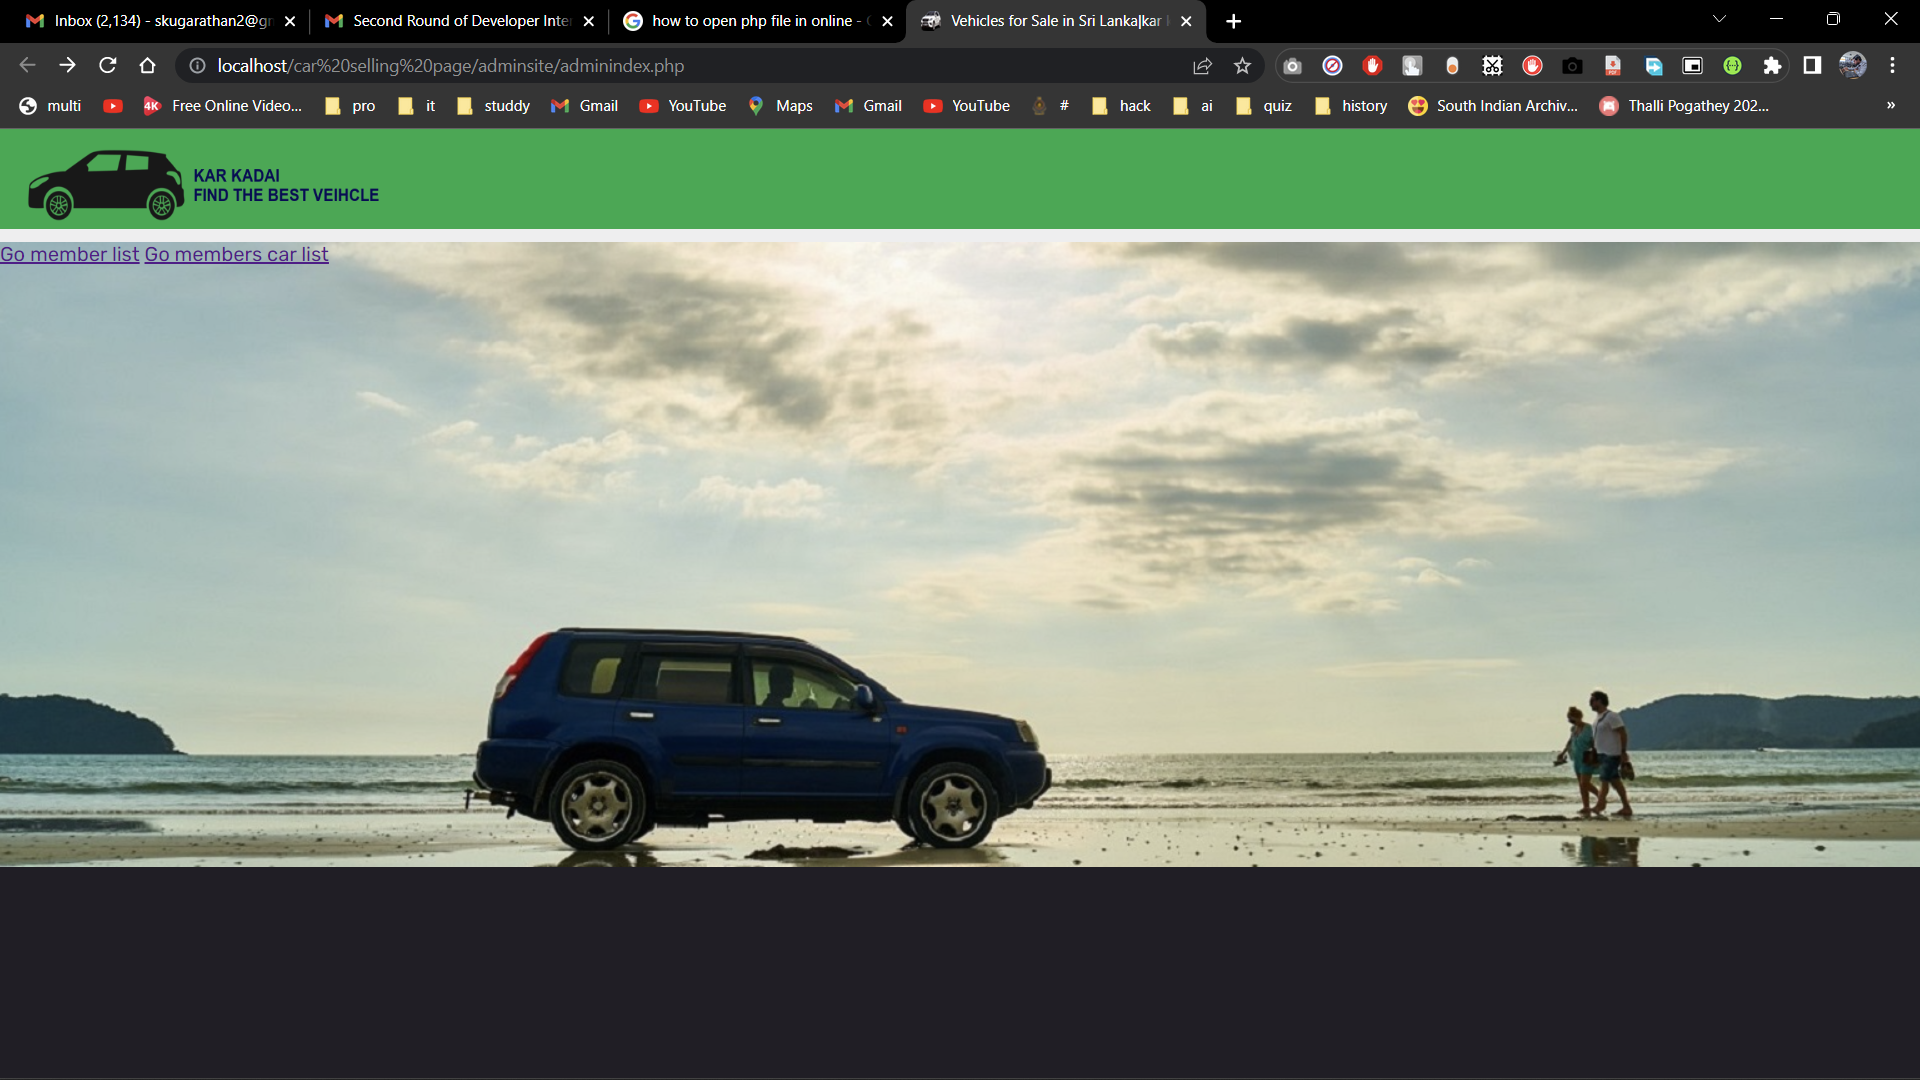 Inbox (2,134) - skugarathan2@gm
Second Round of Developer Inte
how to open php file in online - G
Vehicles for Sale in Sri Lanka|kar
localhost/car%20selling%20page/adminsite/adminindex.php
multi
4K Free Online Video...
pro
it
studdy
Gmail
YouTube
Maps
Gmail
YouTube
#
hack
ai
quiz
history
South Indian Archiv...
Thalli Pogathey 202...
»
KAR KADAI
FIND THE BEST VEIHCLE
Go member list Go members car list